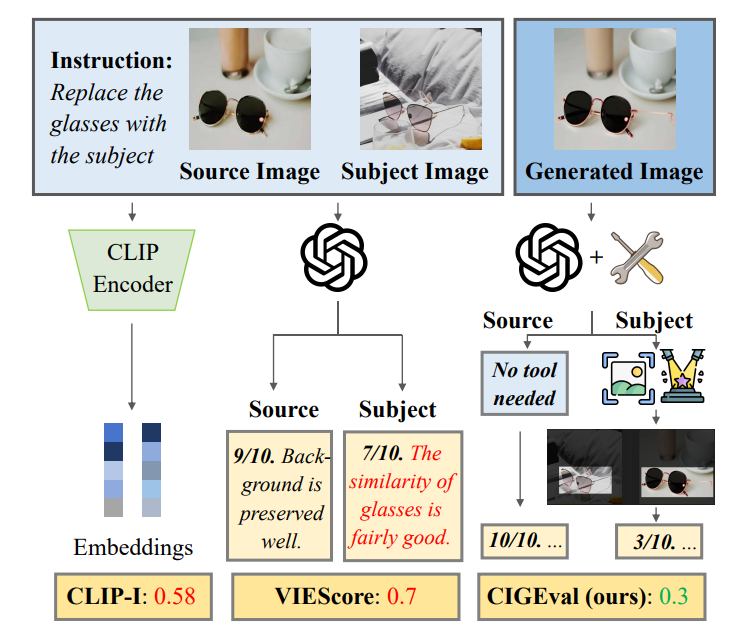 Instruction:
Replace the
glasses with
the subject
Source Image
Subject Image
Generated Image
CLIP
Encoder
+
Source
Subject
No tool
needed
Source
Subject
9/10. Back-
ground is
preserved
well.
7/10. The
similarity of
glasses is
fairly good.
10/10. ...
3/10. ...
Embeddings
CLIP-I: 0.58
VIEScore: 0.7
CIGEval (ours): 0.3